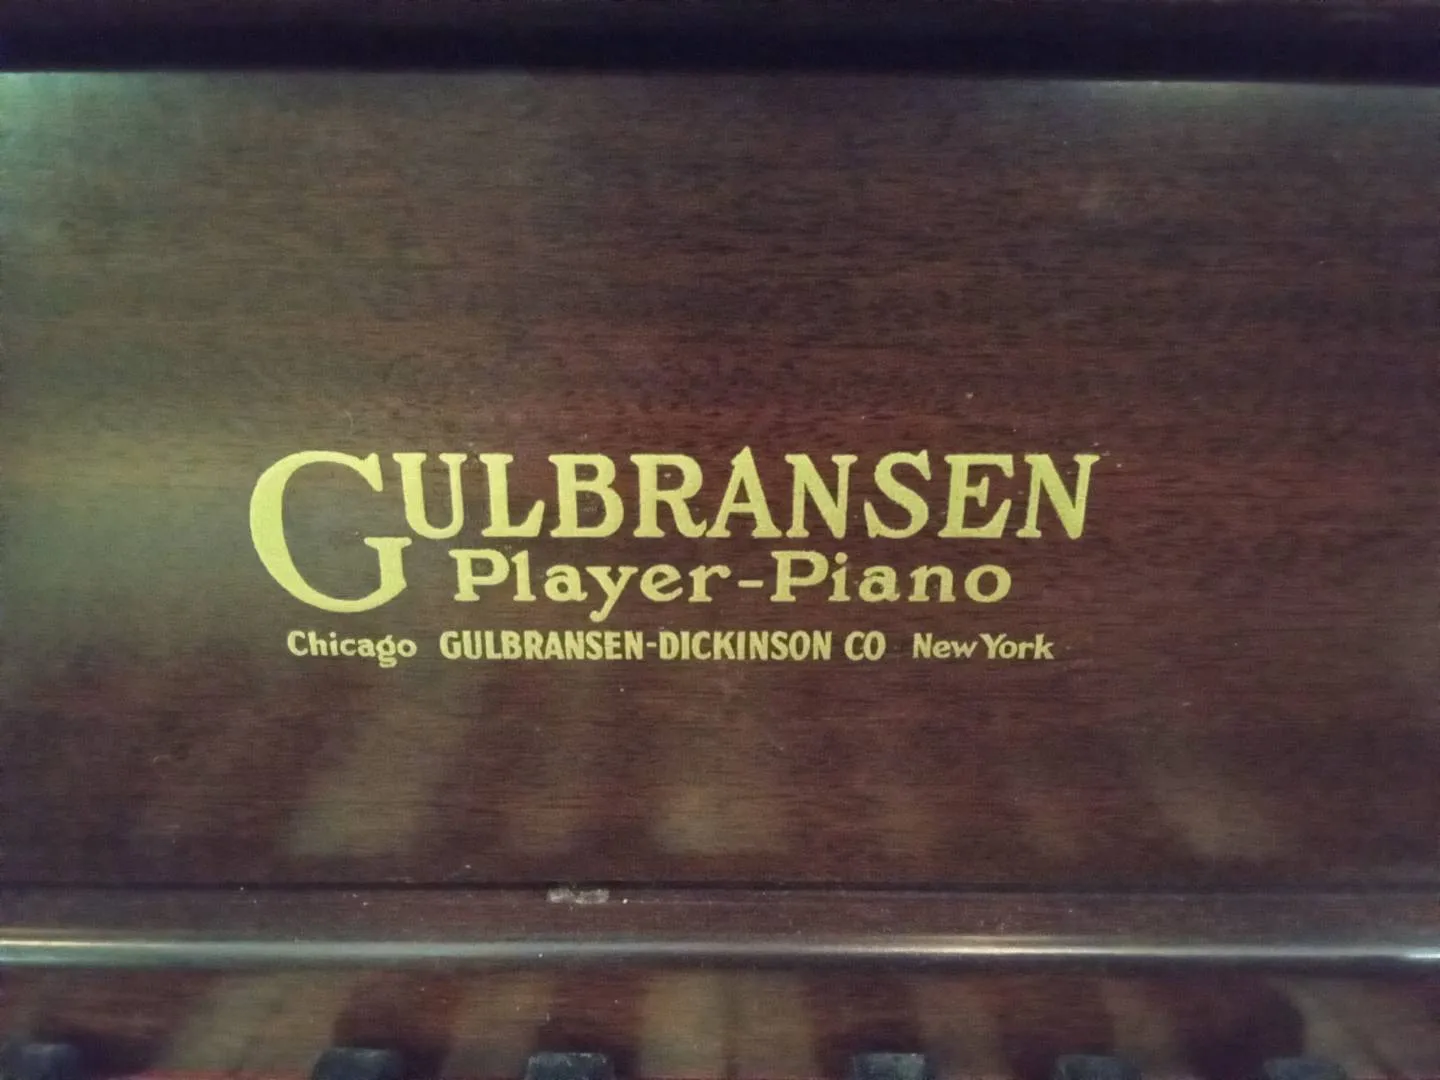 GULBRANSEN
Player-Piano
Chicago GULBRANSEN-DICKINSON CO New York